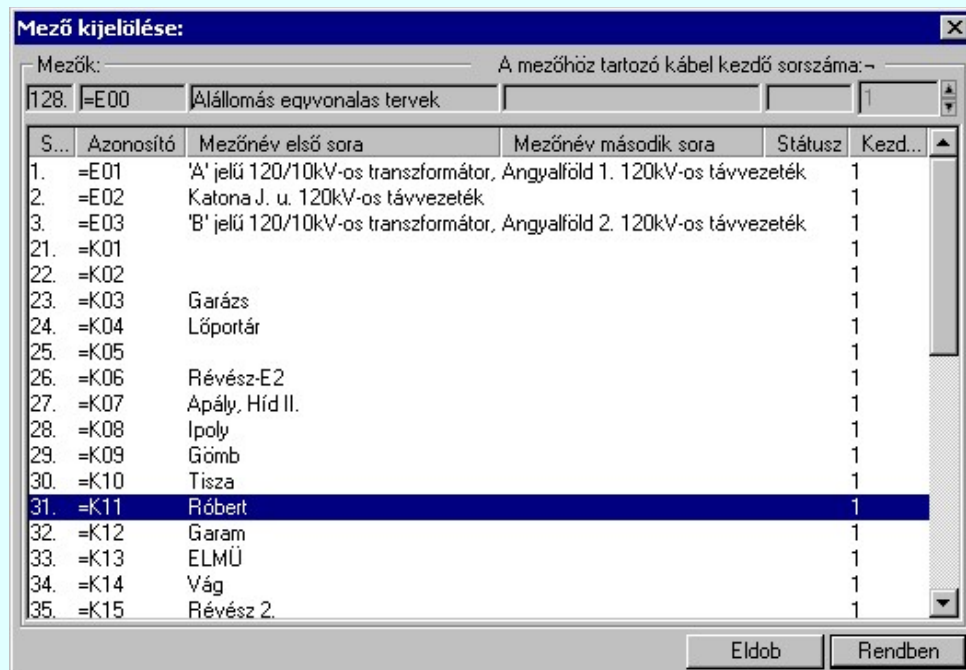 Mező kijelölése:
Mezők: A mezőhöz tartozó kábel kezdő sorszáma:¬
128. =E00 Alállomás egyvonalas tervek 1
S... Azonosító Mezőnév első sora Mezőnév második sora Státusz Kezd...
1. =E01 'A' jelű 120/10kV-os transzformátor, Angyalföld 1. 120kV-os távvezeték 1
2. =E02 Katona J. u. 120kV-os távvezeték 1
3. =E03 'B' jelű 120/10kV-os transzformátor, Angyalföld 2. 120kV-os távvezeték 1
21. =K01 1
22. =K02 1
23. =K03 Garázs 1
24. =K04 Lőportár 1
25. =K05 1
26. =K06 Révész-E2 1
27. =K07 Apály, Híd II. 1
28. =K08 Ipoly 1
29. =K09 Gömb 1
30. =K10 Tisza 1
31. =K11 Róbert 1
32. =K12 Garam 1
33. =K13 ELMÜ 1
34. =K14 Vág 1
35. =K15 Révész 2. 1
Eldob Rendben